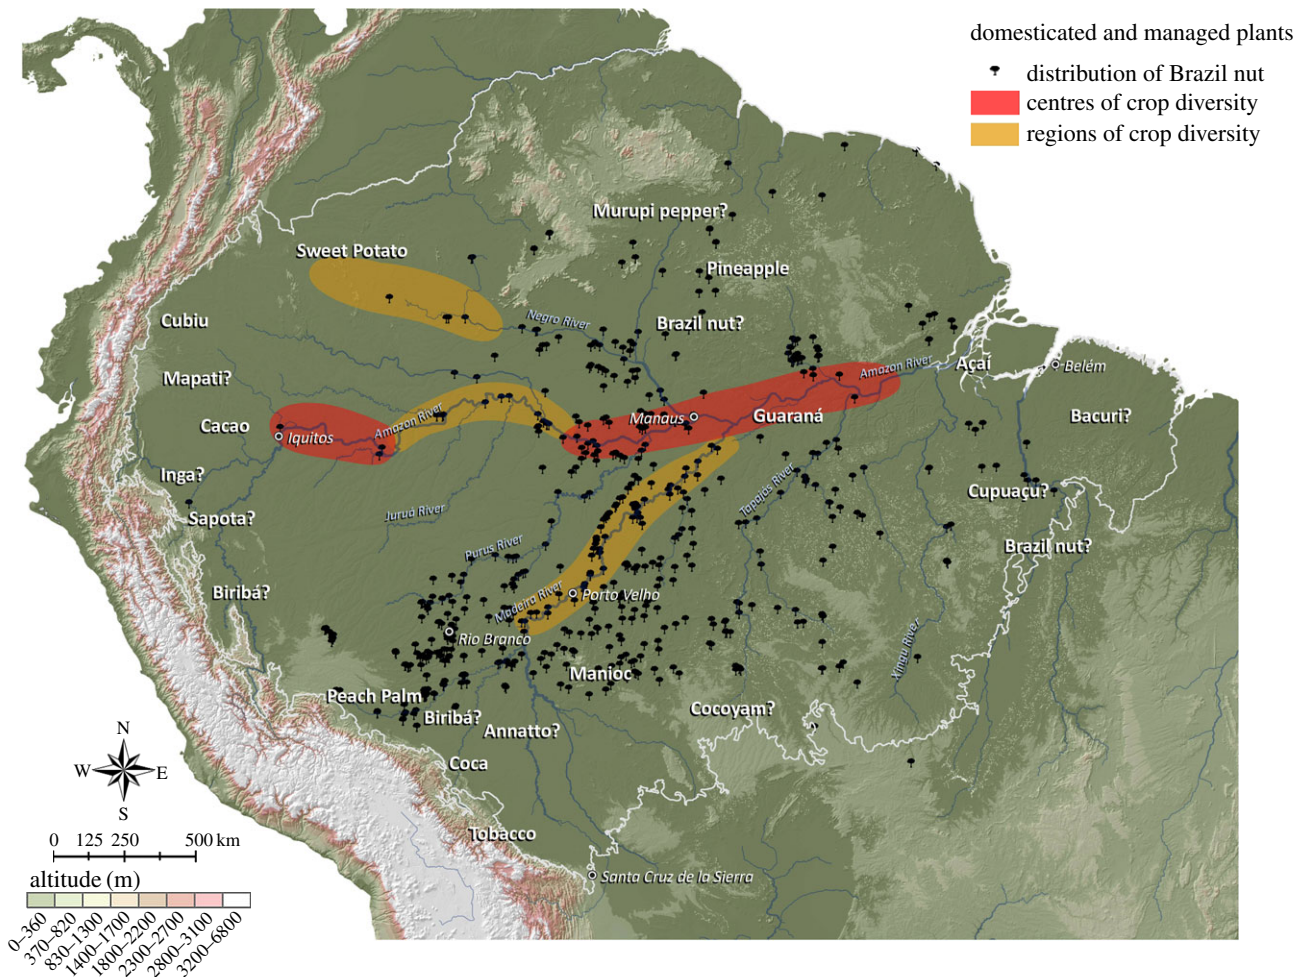 domesticated and managed plants
distribution of Brazil nut
centres of crop diversity
regions of crop diversity
Murupi pepper?
Sweet Potato
Pineapple
Cubiu
Negro River
Brazil nut?
Mapati?
Amazon River
Açaí
Belém
Cacao
Iquitos
Amazon River
Manaus
Guaraná
Bacuri?
Inga?
Tapajós River
Cupuaçu?
Sapota?
Juruá River
Purus River
Brazil nut?
Biribá?
Madeira River
Porto Velho
Rio Branco
Xingu River
Manioc
Peach Palm
Biribá?
Cocoyam?
Annatto?
Coca
Tobacco
Santa Cruz de la Sierra
N
W E
S
0 125 250 500 km
altitude (m)
0–360
370–820
830–1300
1400–1700
1800–2200
2300–2700
2800–3100
3200–6800